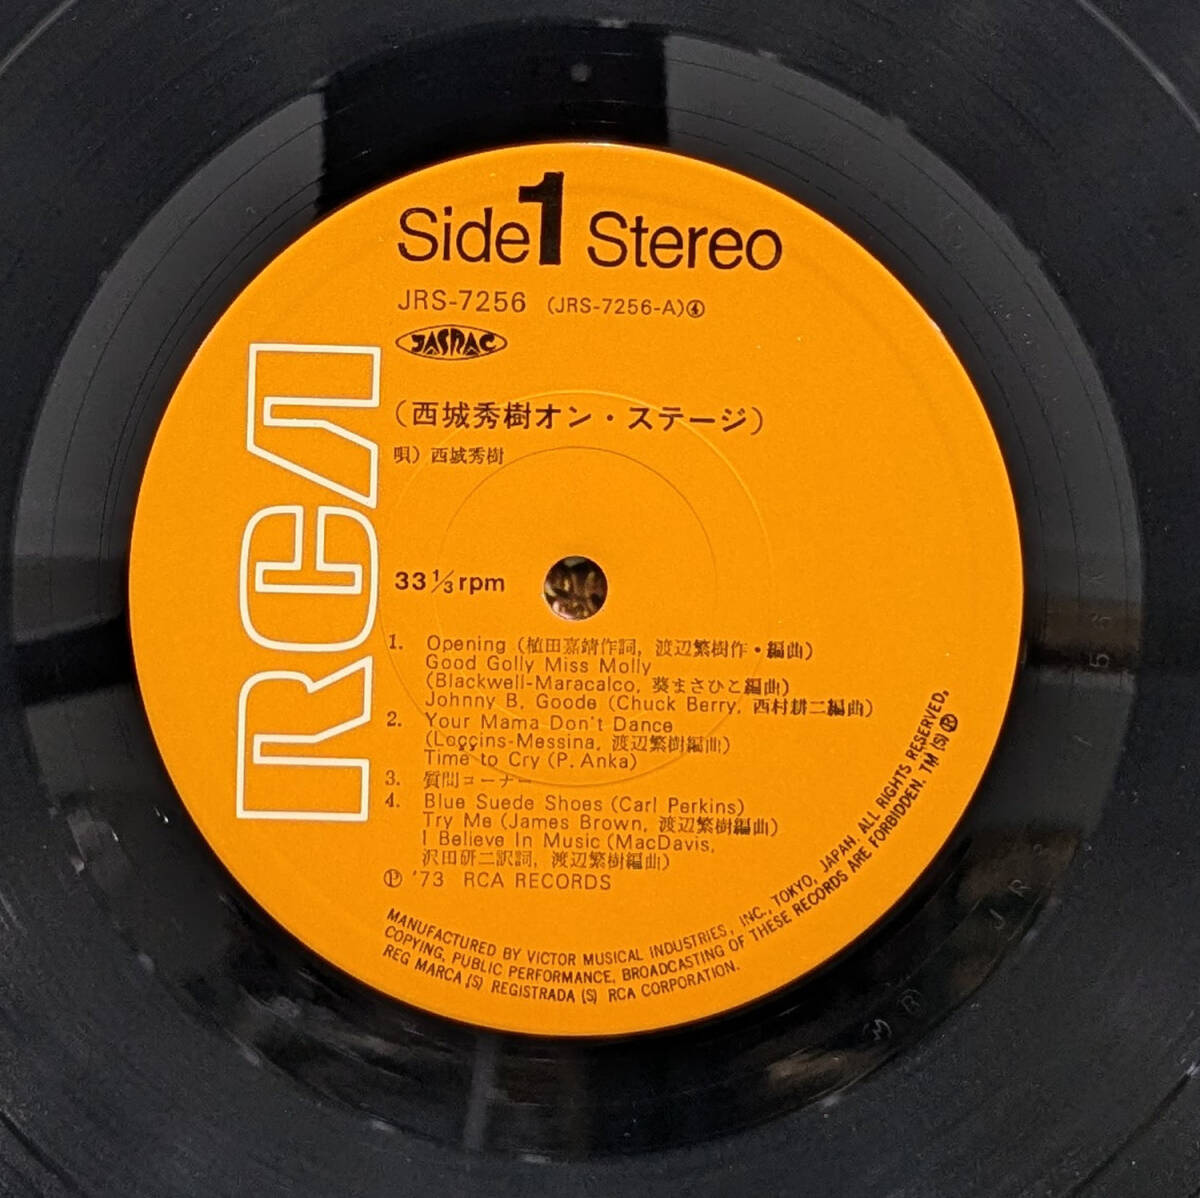 Side 1 Stereo
JRS-7256 (JRS-7256-A)④
JASRAC
(西城秀樹オン・ステージ)
唄) 西城秀樹
RCA
33 1/3 rpm
1. Opening (植田嘉靖作詞, 渡辺繁樹作・編曲)
Good Golly Miss Molly
(Blackwell-Maracalco, 葵まさひこ編曲)
Johnny B. Goode (Chuck Berry, 西村耕二編曲)
2. Your Mama Don't Dance
(Loggins-Messina, 渡辺繁樹編曲)
Time to Cry (P. Anka)
3. 質問コーナー
4. Blue Suede Shoes (Carl Perkins)
Try Me (James Brown, 渡辺繁樹編曲)
I Believe In Music (MacDavis,
沢田研二訳詞, 渡辺繁樹編曲)
Ⓟ '73 RCA RECORDS
MANUFACTURED BY VICTOR MUSICAL INDUSTRIES, INC., TOKYO, JAPAN. ALL RIGHTS RESERVED.
COPYING, PUBLIC PERFORMANCE, BROADCASTING OF THESE RECORDS ARE FORBIDDEN. TM (S) ®
REG MARCA (S) REGISTRADA (S) RCA CORPORATION.